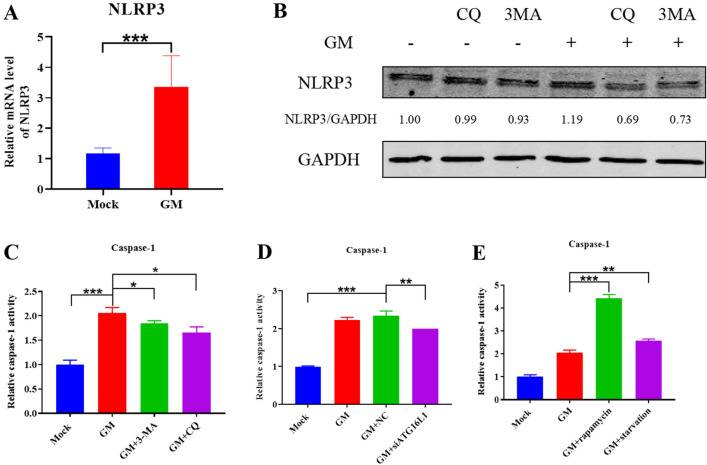 A
NLRP3
***
Relative mRNA level
of NLRP3
5
4
3
2
1
0
Mock
GM
B
CQ 3MA CQ 3MA
GM - - - + + +
NLRP3
NLRP3/GAPDH 1.00 0.99 0.93 1.19 0.69 0.73
GAPDH
C
Caspase-1
Relative caspase-1 activity
2.5
2.0
1.5
1.0
0.5
0.0
***
*
*
Mock
GM
GM+3-MA
GM+CQ
D
Caspase-1
Relative caspase-1 activity
3
2
1
0
***
**
Mock
GM
GM+NC
GM+siATG16L1
E
Caspase-1
Relative caspase-1 activity
5
4
3
2
1
0
**
***
Mock
GM
GM+rapamycin
GM+starvation